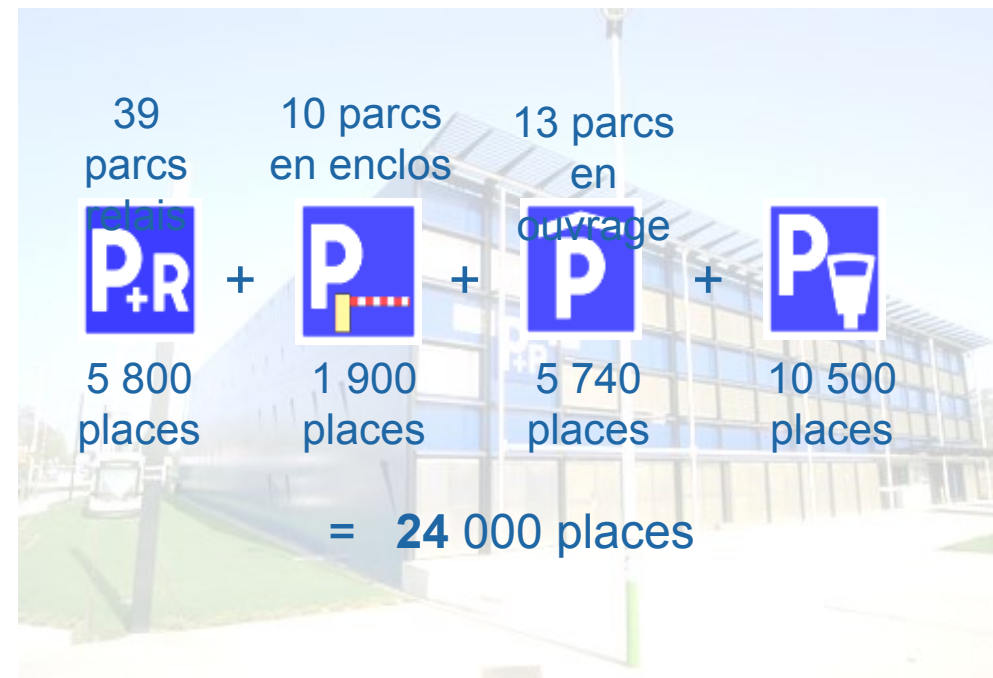 39
parcs
relais
10 parcs
en enclos
13 parcs
en
ouvrage
P+R
+
P
+
P
+
P
5 800
places
1 900
places
5 740
places
10 500
places
P+R
= 24 000 places